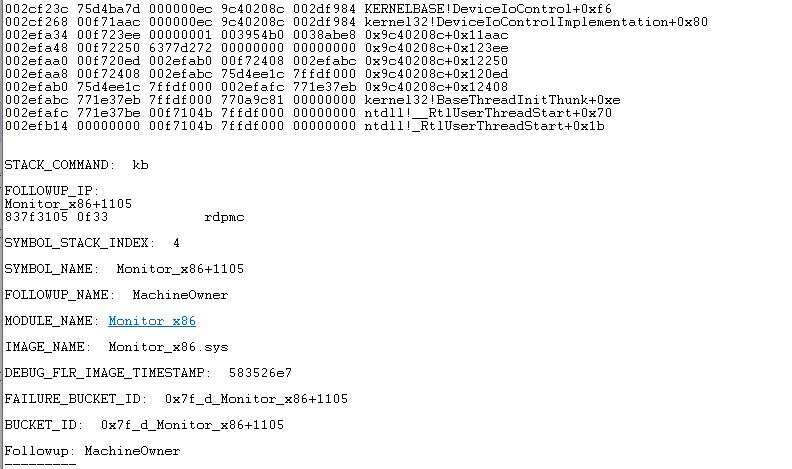 002cf23c 75d4ba7d 000000ec 9c40208c 002df984 KERNELBASE!DeviceIoControl+0xf6
002cf268 00f71aac 000000ec 9c40208c 002df984 kernel32!DeviceIoControlImplementation+0x80
002efa34 00f723ee 00000001 003954b0 0038abe8 0x9c40208c+0x11aac
002efa48 00f72250 6377d272 00000000 00000000 0x9c40208c+0x123ee
002efaa0 00f720ed 002efab0 00f72408 002efabc 0x9c40208c+0x12250
002efaa8 00f72408 002efabc 75d4ee1c 7ffdf000 0x9c40208c+0x120ed
002efab0 75d4ee1c 7ffdf000 002efafc 771e37eb 0x9c40208c+0x12408
002efabc 771e37eb 7ffdf000 770a9c81 00000000 kernel32!BaseThreadInitThunk+0xe
002efafc 771e37be 00f7104b 7ffdf000 00000000 ntdll!__RtlUserThreadStart+0x70
002efb14 00000000 00f7104b 7ffdf000 00000000 ntdll!_RtlUserThreadStart+0x1b
STACK_COMMAND:  kb
FOLLOWUP_IP:
Monitor_x86+1105
837f3105 0f33            rdpmc
SYMBOL_STACK_INDEX:  4
SYMBOL_NAME:  Monitor_x86+1105
FOLLOWUP_NAME:  MachineOwner
MODULE_NAME: Monitor_x86
IMAGE_NAME:  Monitor_x86.sys
DEBUG_FLR_IMAGE_TIMESTAMP:  583526e7
FAILURE_BUCKET_ID:  0x7f_d_Monitor_x86+1105
BUCKET_ID:  0x7f_d_Monitor_x86+1105
Followup: MachineOwner
---------